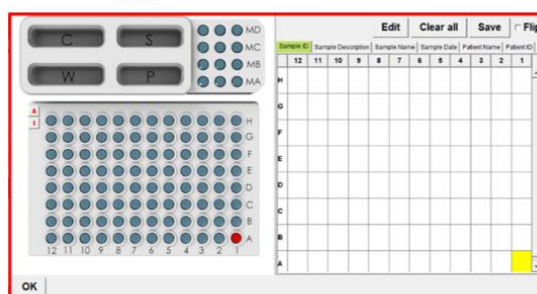 Edit Clear all Save Flip
Sample ID Sample Description Sample Name Sample Date Patient Name Patient ID
C S MD
MC
MB
W P MA
12 11 10 9 8 7 6 5 4 3 2 1
H
G
F
E
D
C
B
A
H
G
F
E
D
C
B
A
12 11 10 9 8 7 6 5 4 3 2 1
OK